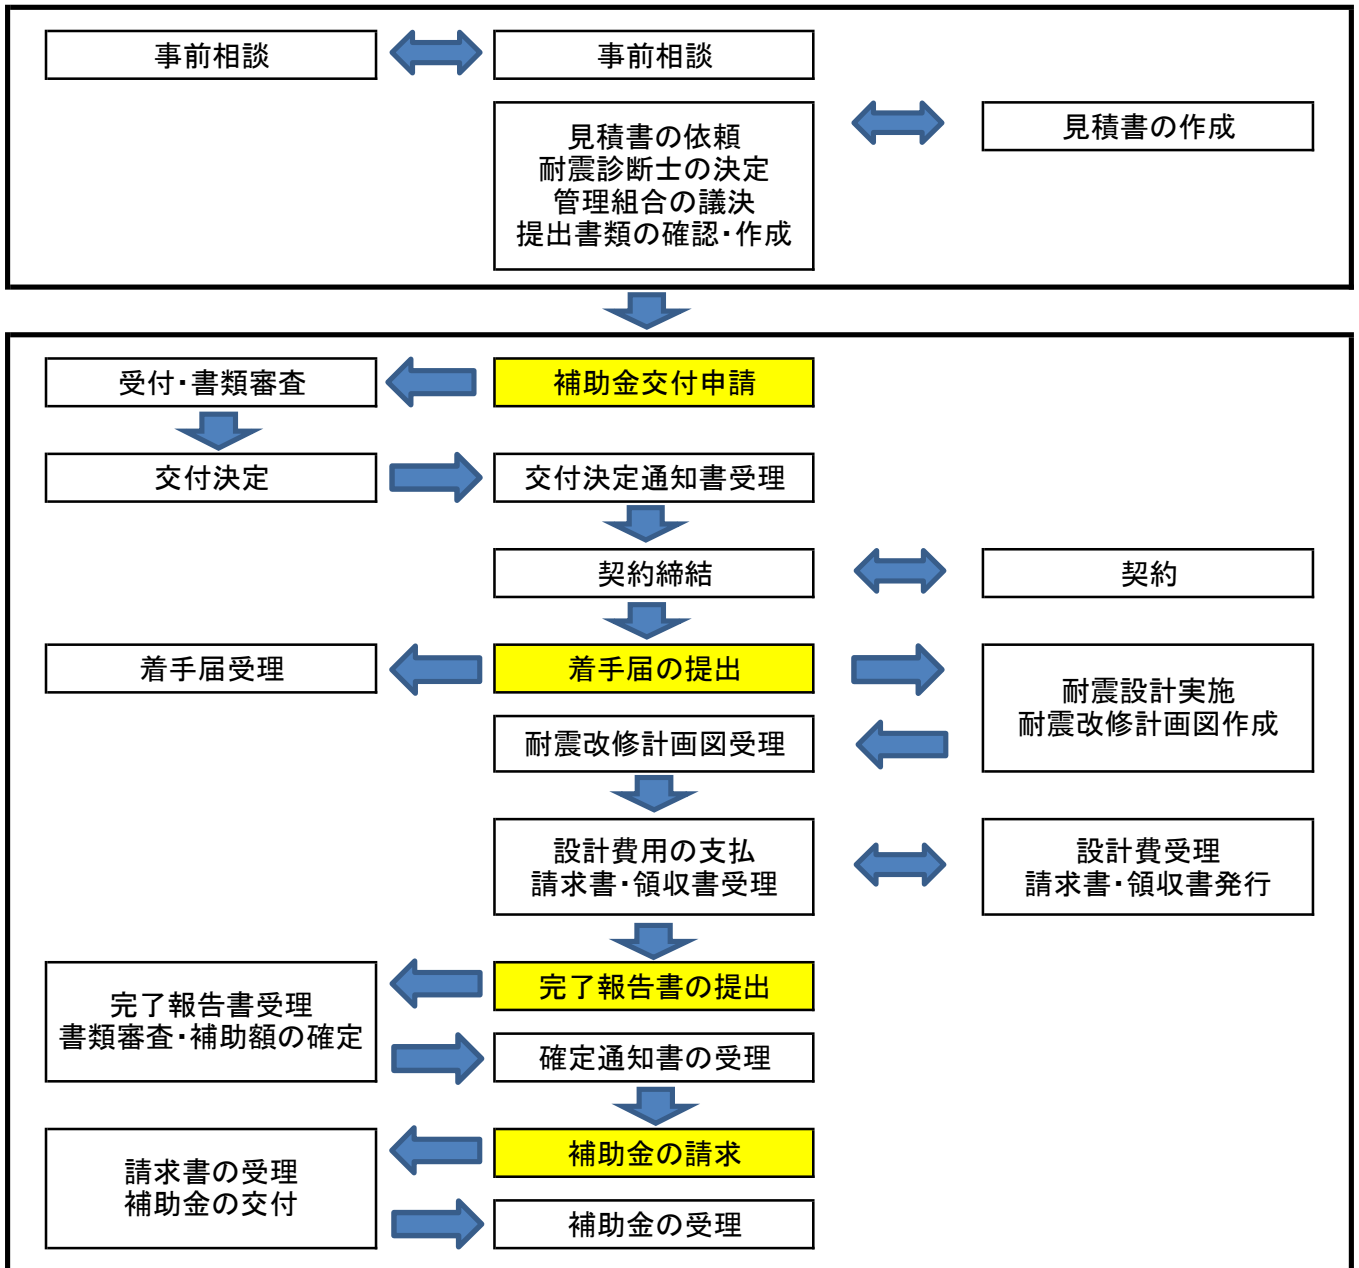 事前相談
事前相談
見積書の依頼
耐震診断士の決定
管理組合の議決
提出書類の確認・作成
見積書の作成
受付・書類審査
補助金交付申請
交付決定
交付決定通知書受理
契約締結
契約
着手届受理
着手届の提出
耐震設計実施
耐震改修計画図作成
耐震改修計画図受理
設計費用の支払
請求書・領収書受理
設計費受理
請求書・領収書発行
完了報告書受理
書類審査・補助額の確定
完了報告書の提出
確定通知書の受理
請求書の受理
補助金の交付
補助金の請求
補助金の受理